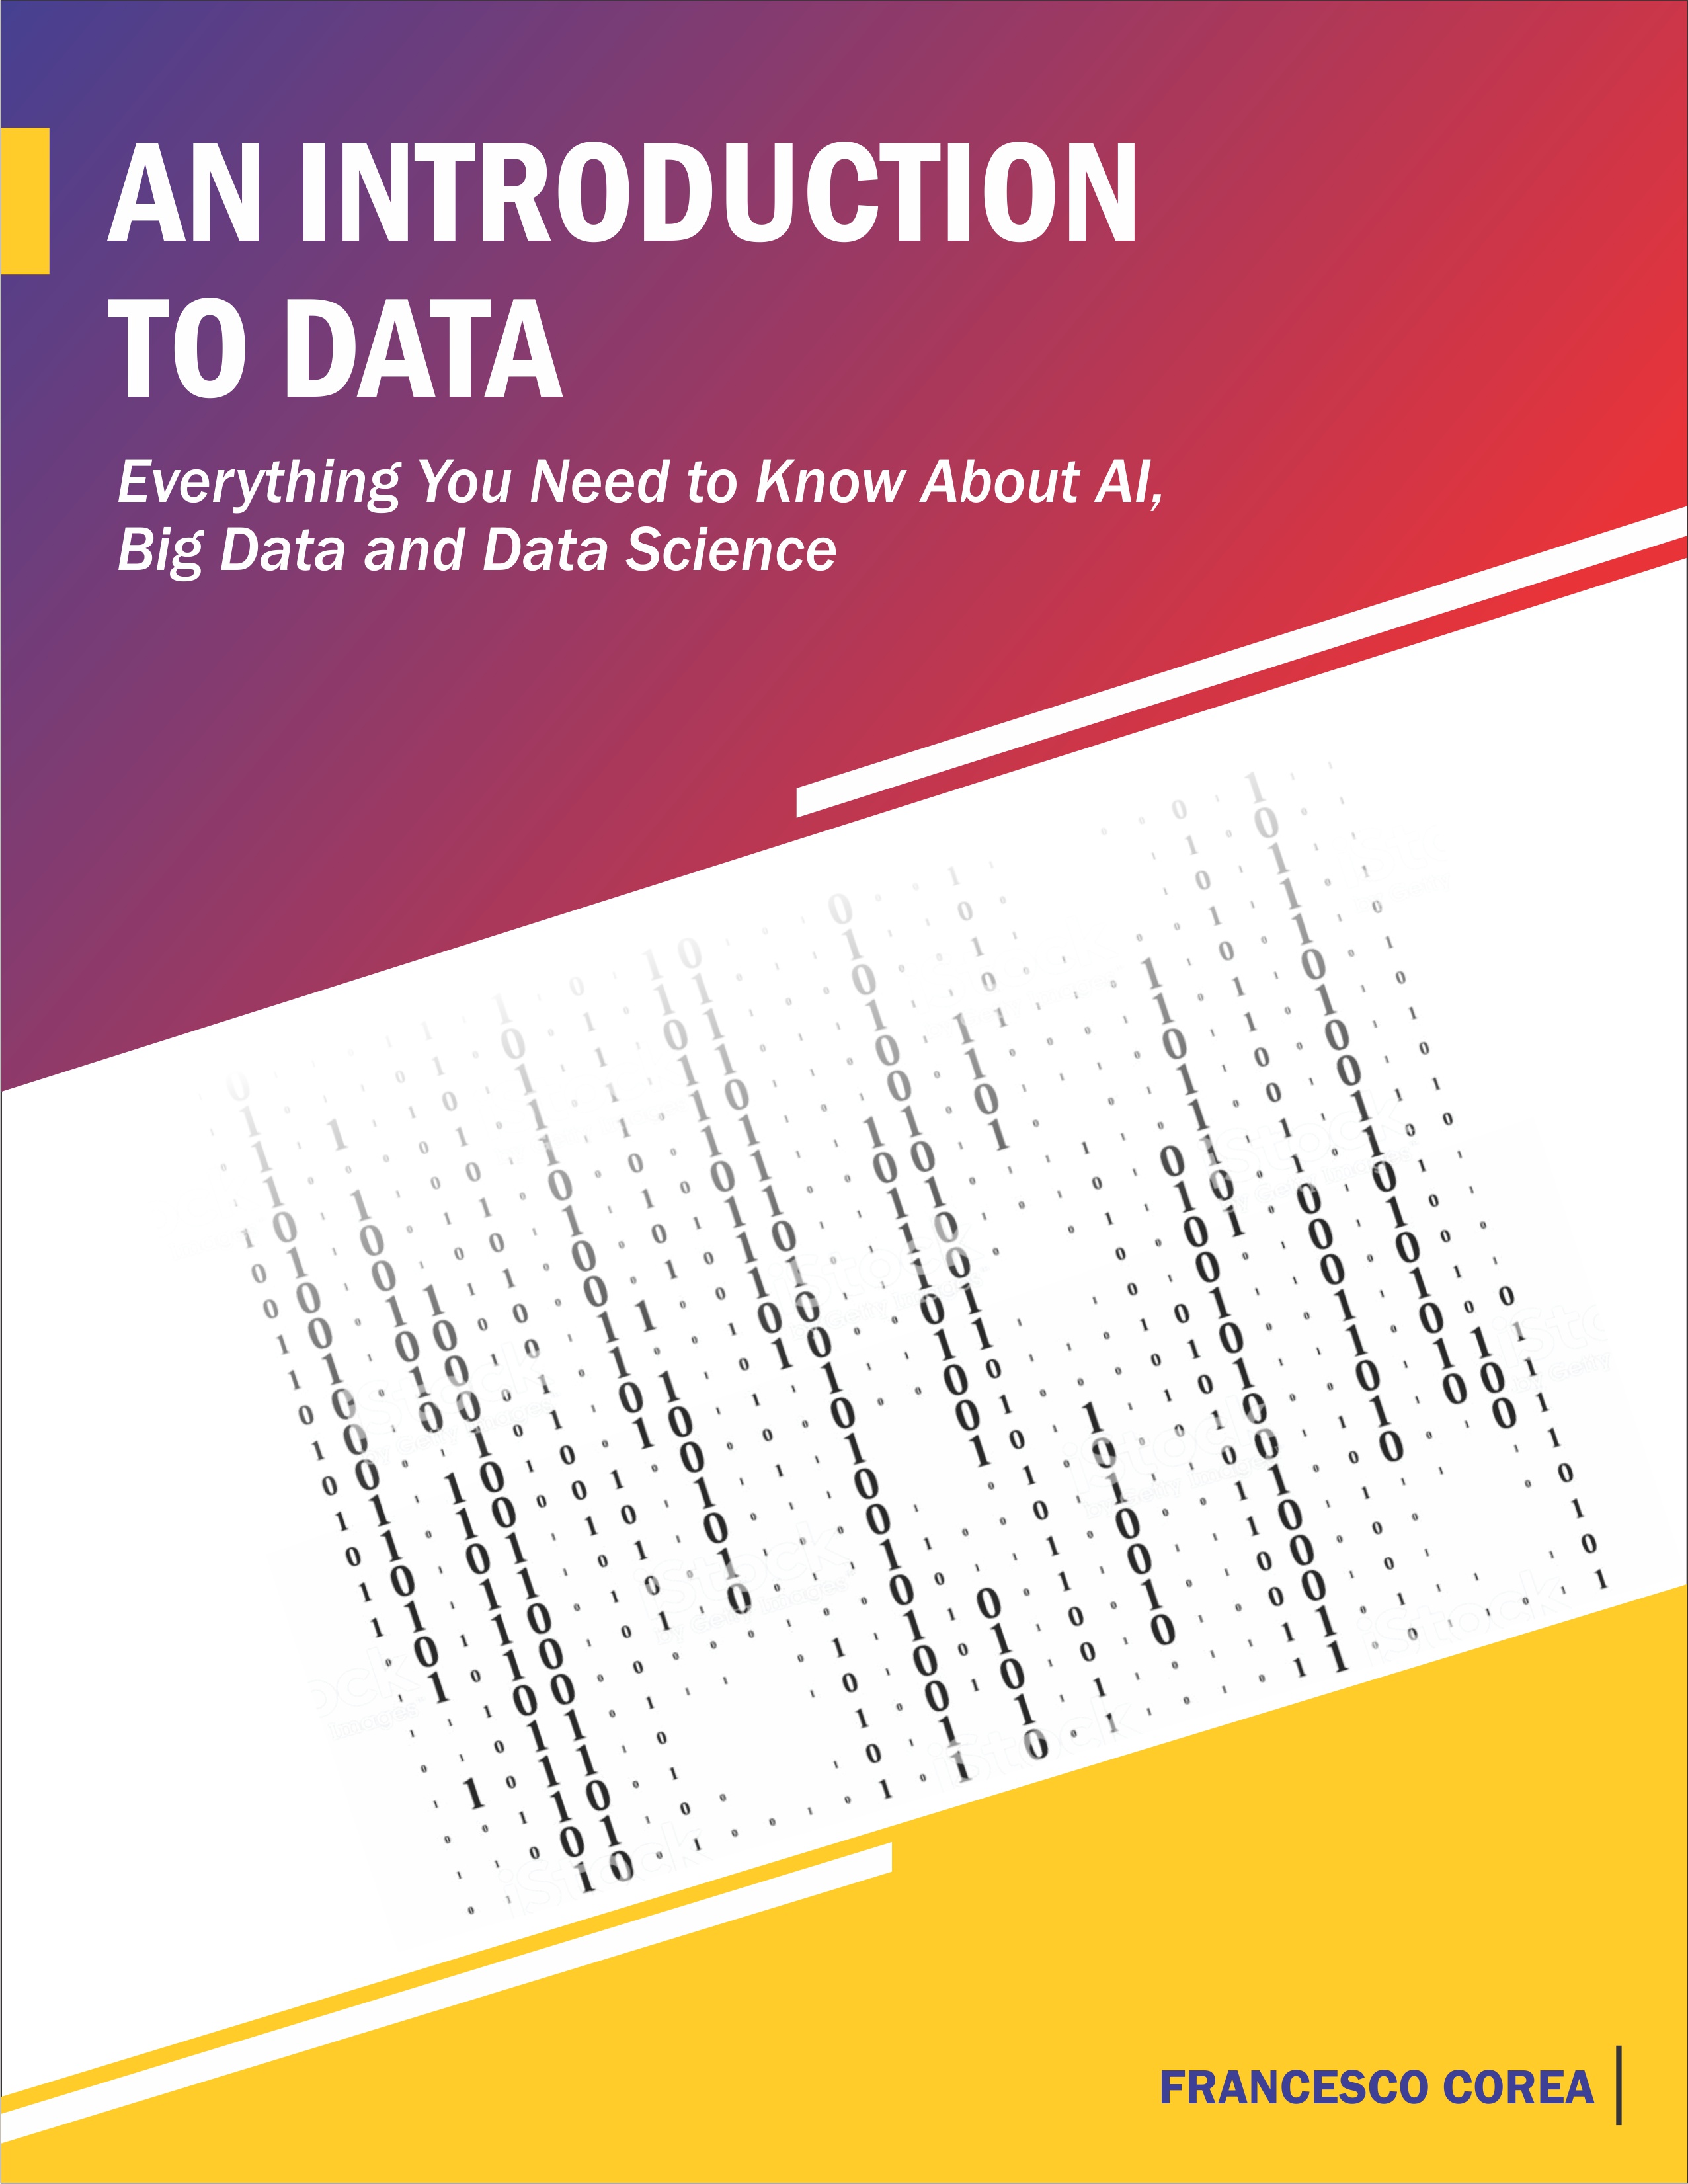 AN INTRODUCTION
TO DATA
Everything You Need to Know About AI,
Big Data and Data Science
FRANCESCO COREA